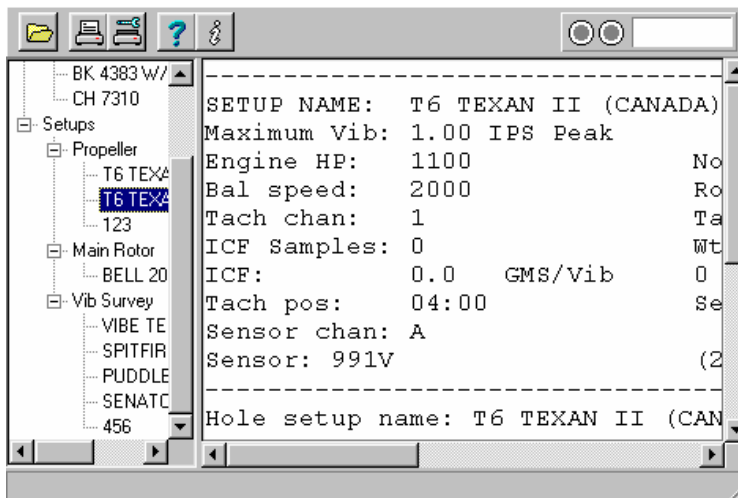 BK 4383 W/
CH 7310
Setups
Propeller
T6 TEXA
T6 TEXA
123
Main Rotor
BELL 20
Vib Survey
VIBE TE
SPITFIR
PUDDLE
SENATO
456
SETUP NAME: T6 TEXAN II (CANADA)
Maximum Vib: 1.00 IPS Peak
Engine HP: 1100 No
Bal speed: 2000 Ro
Tach chan: 1 Ta
ICF Samples: 0 Wt
ICF: 0.0 GMS/Vib 0
Tach pos: 04:00 Se
Sensor chan: A
Sensor: 991V (2
Hole setup name: T6 TEXAN II (CAN